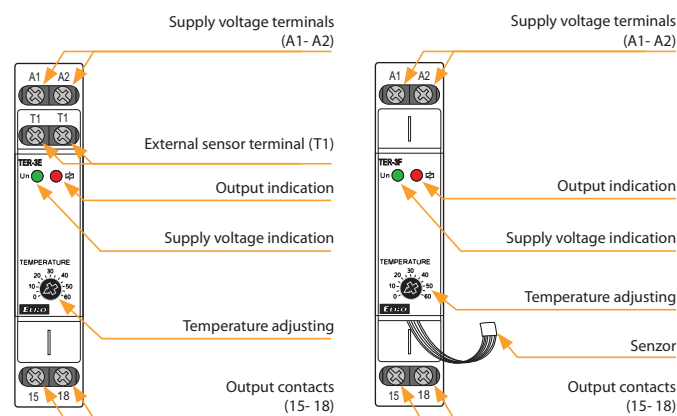 Supply voltage terminals
(A1- A2)
A1 A2
T1 T1
External sensor terminal (T1)
TER-3E
Un
Output indication
Supply voltage indication
TEMPERATURE
0 10 20 30 40 50 60
ELKO
Temperature adjusting
Output contacts
(15- 18)
15 18
Supply voltage terminals
(A1- A2)
A1 A2
TER-3F
Un
Output indication
Supply voltage indication
TEMPERATURE
0 10 20 30 40 50 60
ELKO
Temperature adjusting
Senzor
Output contacts
(15- 18)
15 18